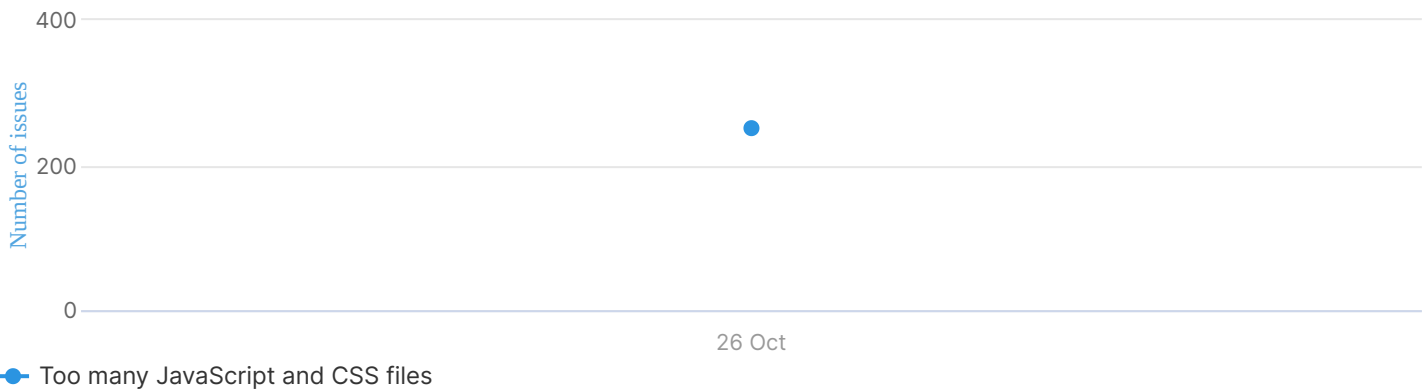 400
Number of issues
200
0
26 Oct
Too many JavaScript and CSS files